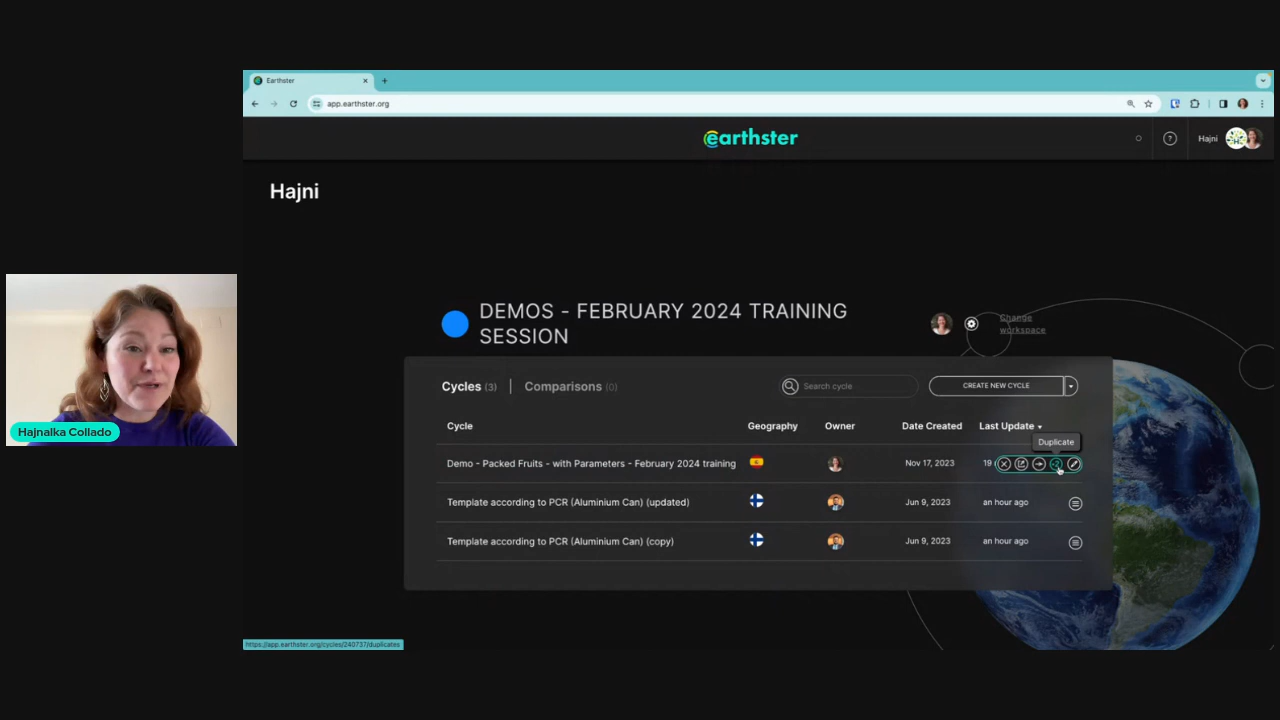 Earthster
app.earthster.org
earthster
Hajni
Hajni
DEMOS - FEBRUARY 2024 TRAINING
SESSION
Change
workspace
Cycles (3) | Comparisons (0)
Search cycle
CREATE NEW CYCLE
Cycle Geography Owner Date Created Last Update
Duplicate
Demo - Packed Fruits - with Parameters - February 2024 training Nov 17, 2023 19
Template according to PCR (Aluminium Can) (updated) Jun 9, 2023 an hour ago
Template according to PCR (Aluminium Can) (copy) Jun 9, 2023 an hour ago
Hajnalka Collado
https://app.earthster.org/cycles/240737/duplicates